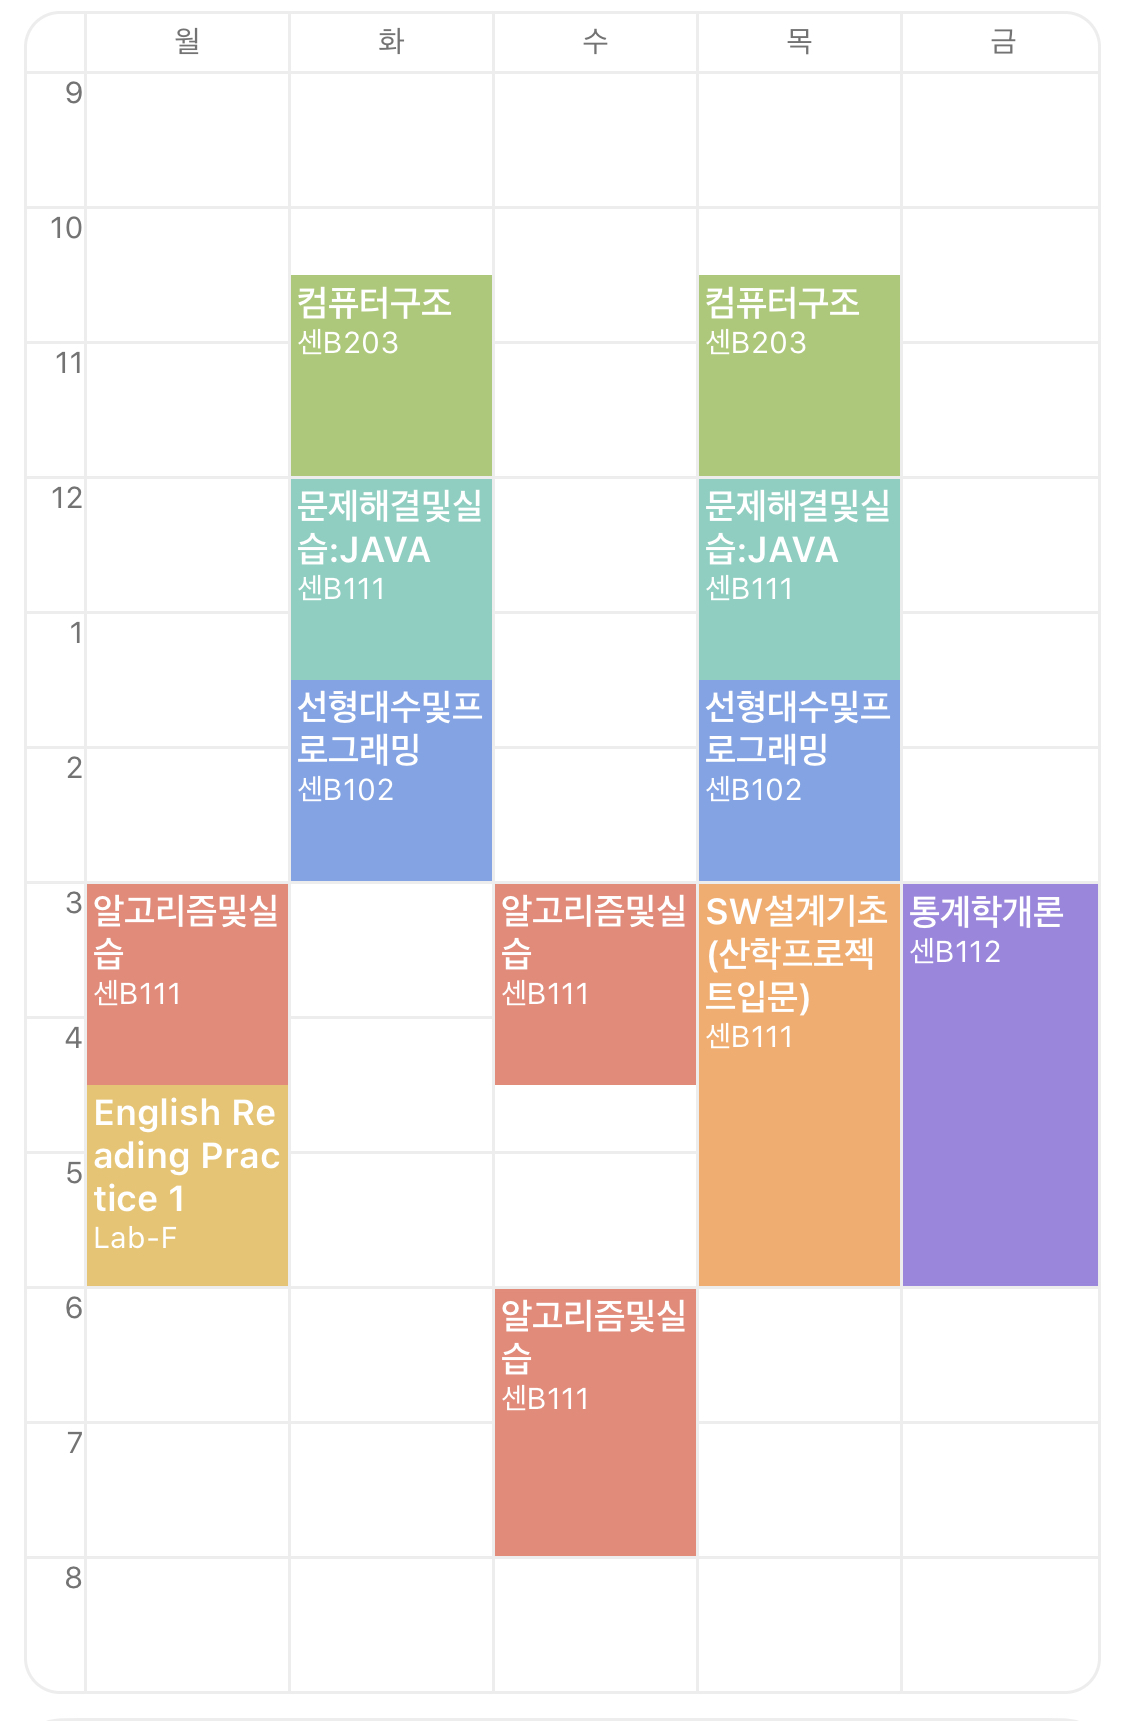 월 화 수 목 금
9
10
컴퓨터구조
센B203
컴퓨터구조
센B203
11
12
문제해결및실
습:JAVA
센B111
문제해결및실
습:JAVA
센B111
1
선형대수및프
로그래밍
센B102
선형대수및프
로그래밍
센B102
2
3
알고리즘및실
습
센B111
알고리즘및실
습
센B111
SW설계기초
(산학프로젝
트입문)
센B111
통계학개론
센B112
4
English Re
ading Prac
tice 1
Lab-F
5
6
알고리즘및실
습
센B111
7
8